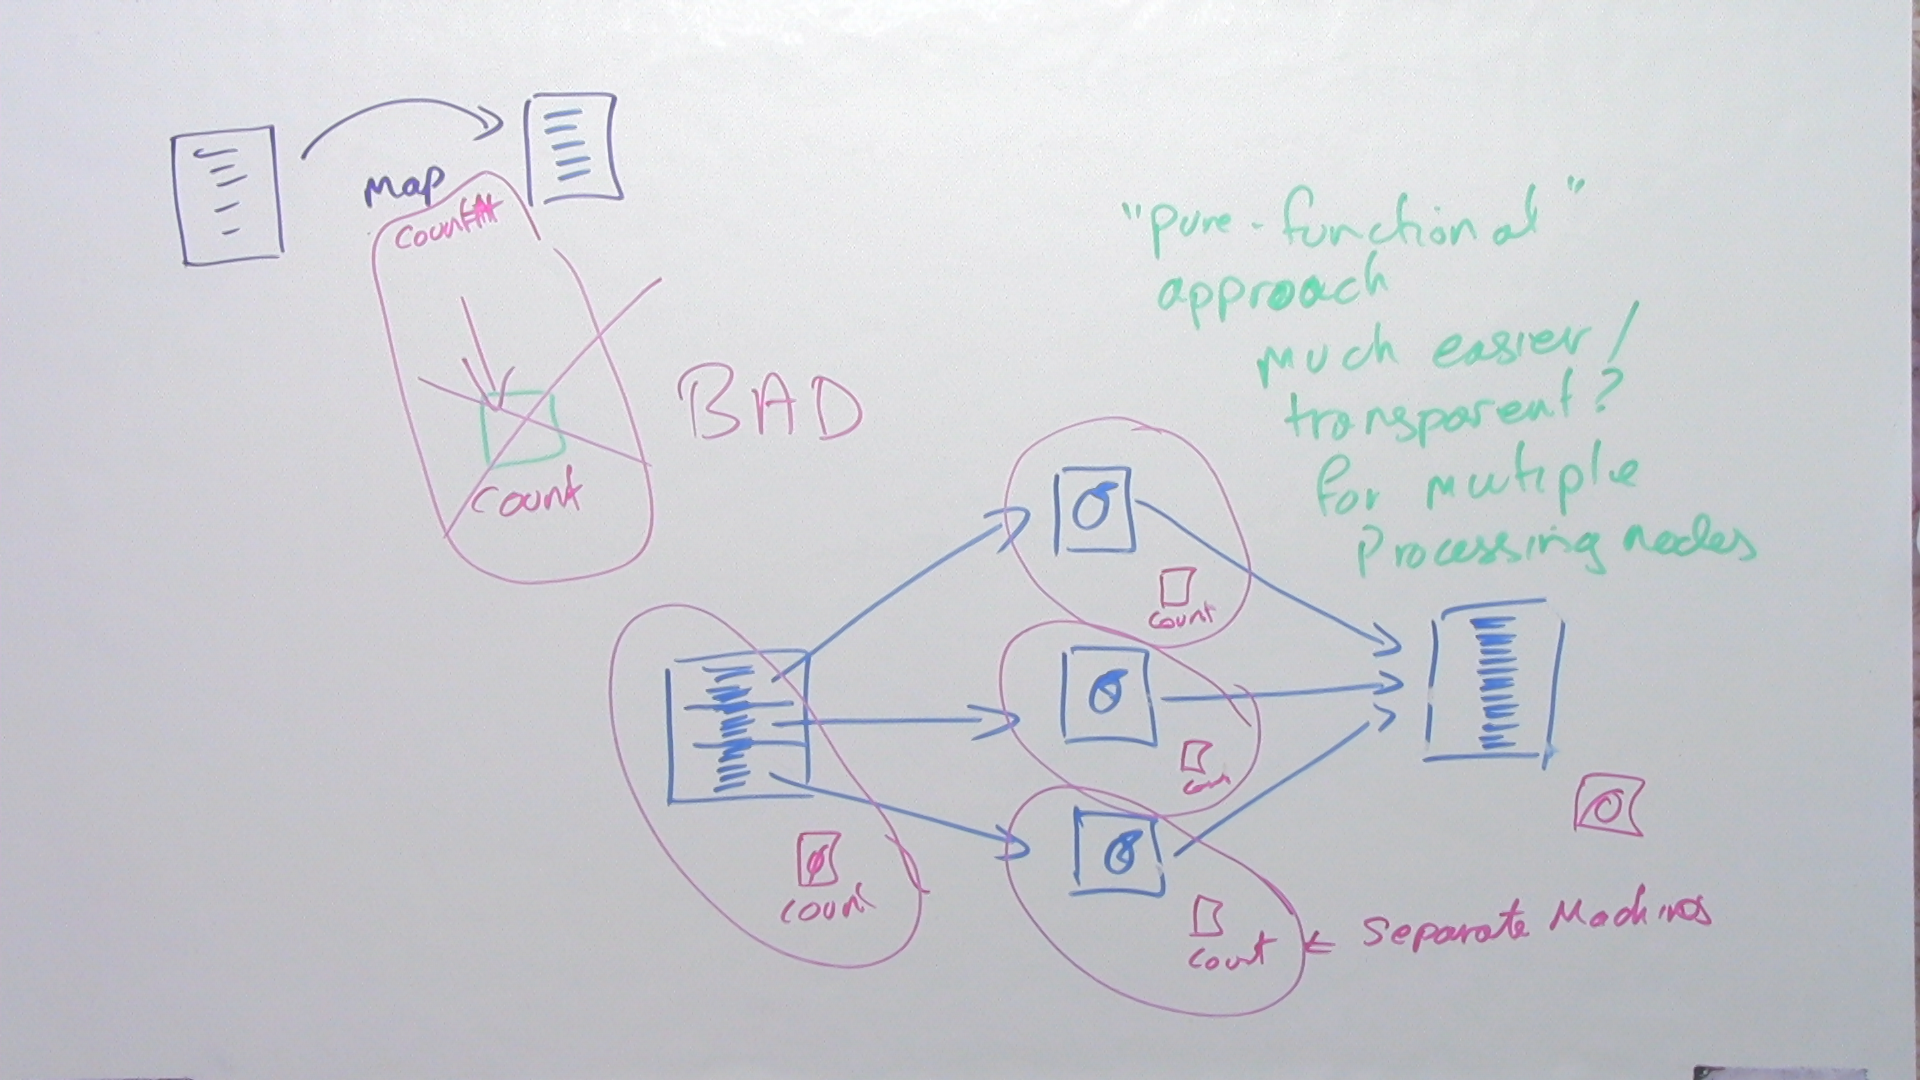 Map
count++
count
BAD
"pure-functional"
approach
much easier/
transparent?
for multiple
processing nodes
count
count
count
count
← Separate Machines